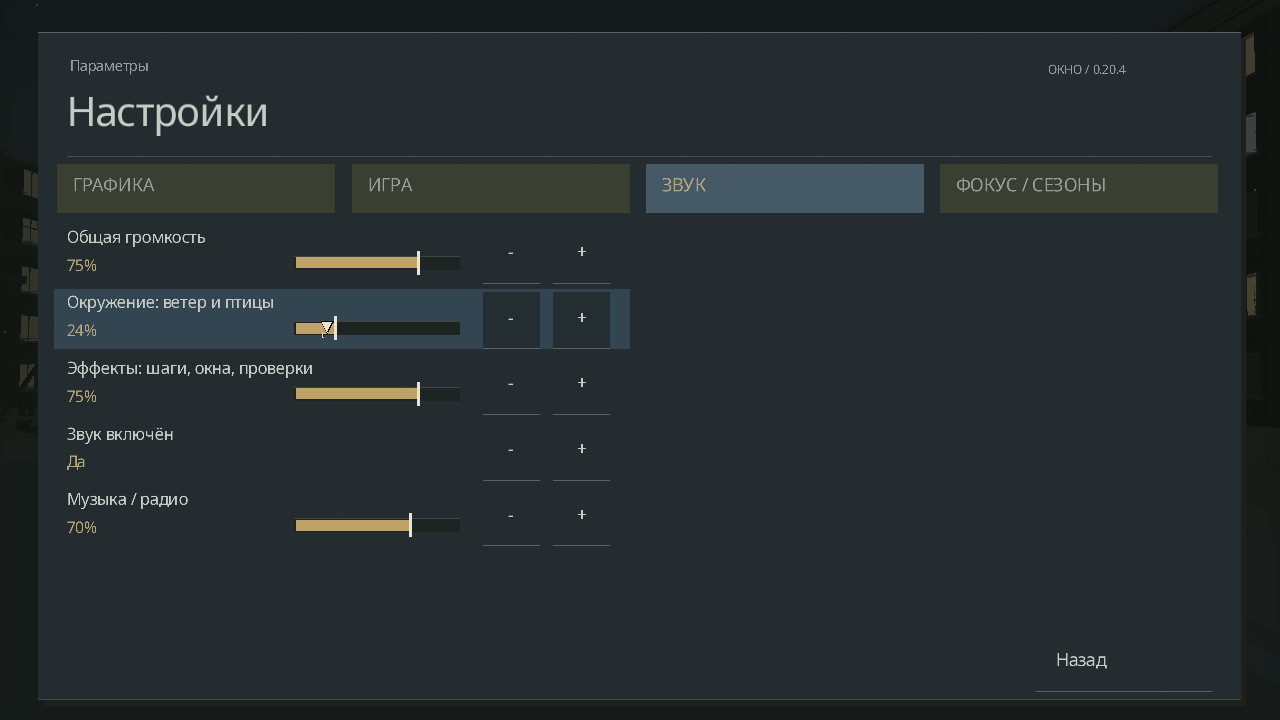 Параметры
ОКНО / 0.20.4
Настройки
ГРАФИКА
ИГРА
ЗВУК
ФОКУС / СЕЗОНЫ
Общая громкость
75%
- +
Окружение: ветер и птицы
24%
- +
Эффекты: шаги, окна, проверки
75%
- +
Звук включён
Да
- +
Музыка / радио
70%
- +
Назад